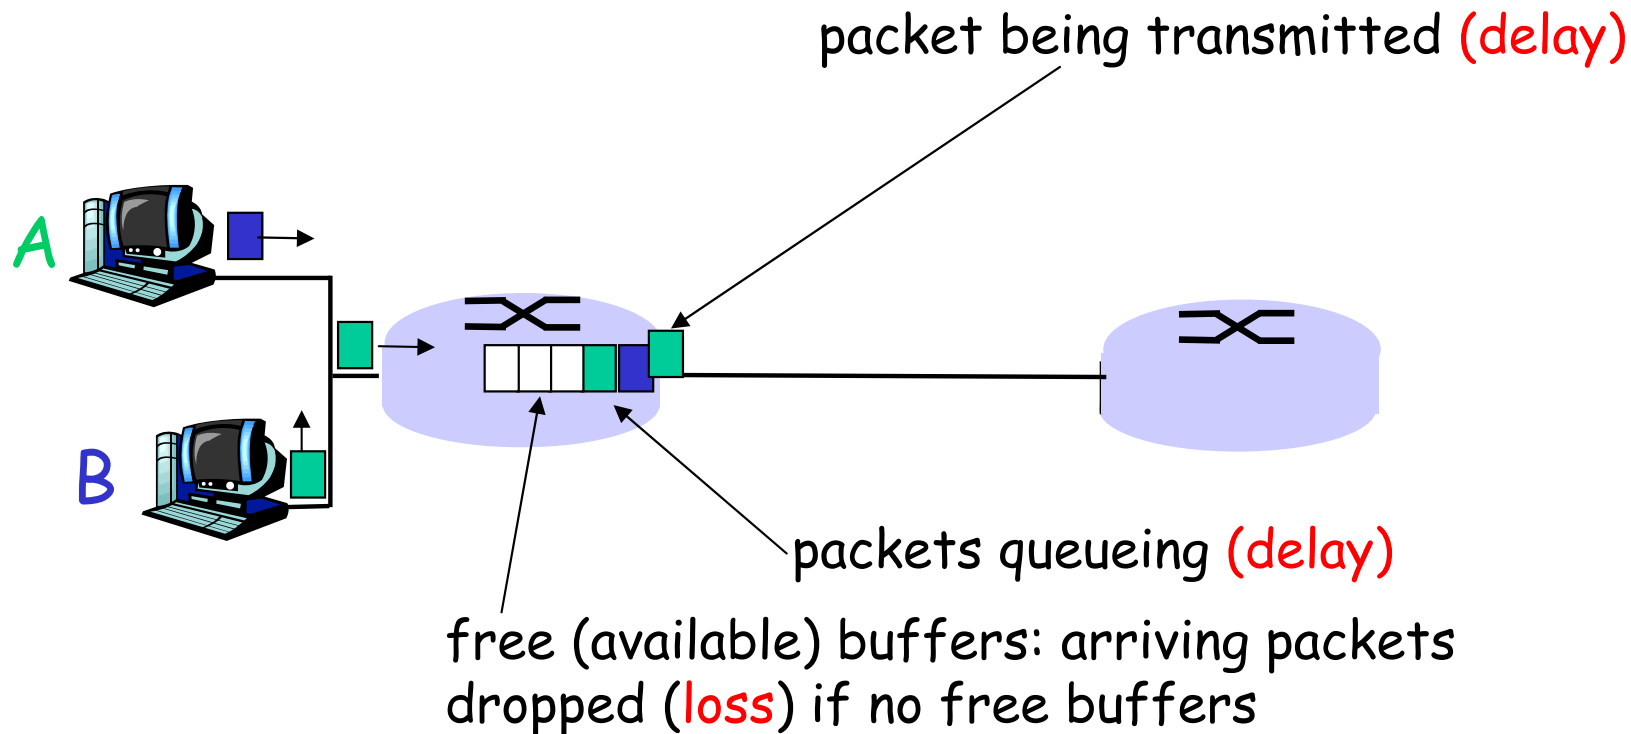 packet being transmitted (delay)
A
B
packets queueing (delay)
free (available) buffers: arriving packets
dropped (loss) if no free buffers